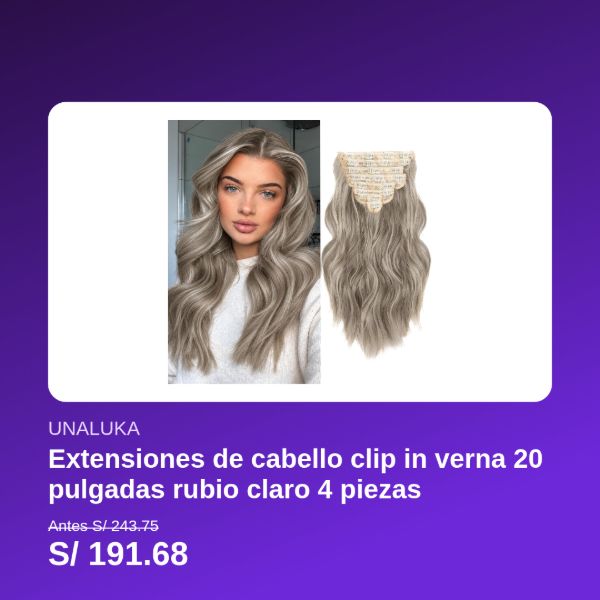 UNALUKA
Extensiones de cabello clip in verna 20
pulgadas rubio claro 4 piezas
Antes S/ 243.75
S/ 191.68